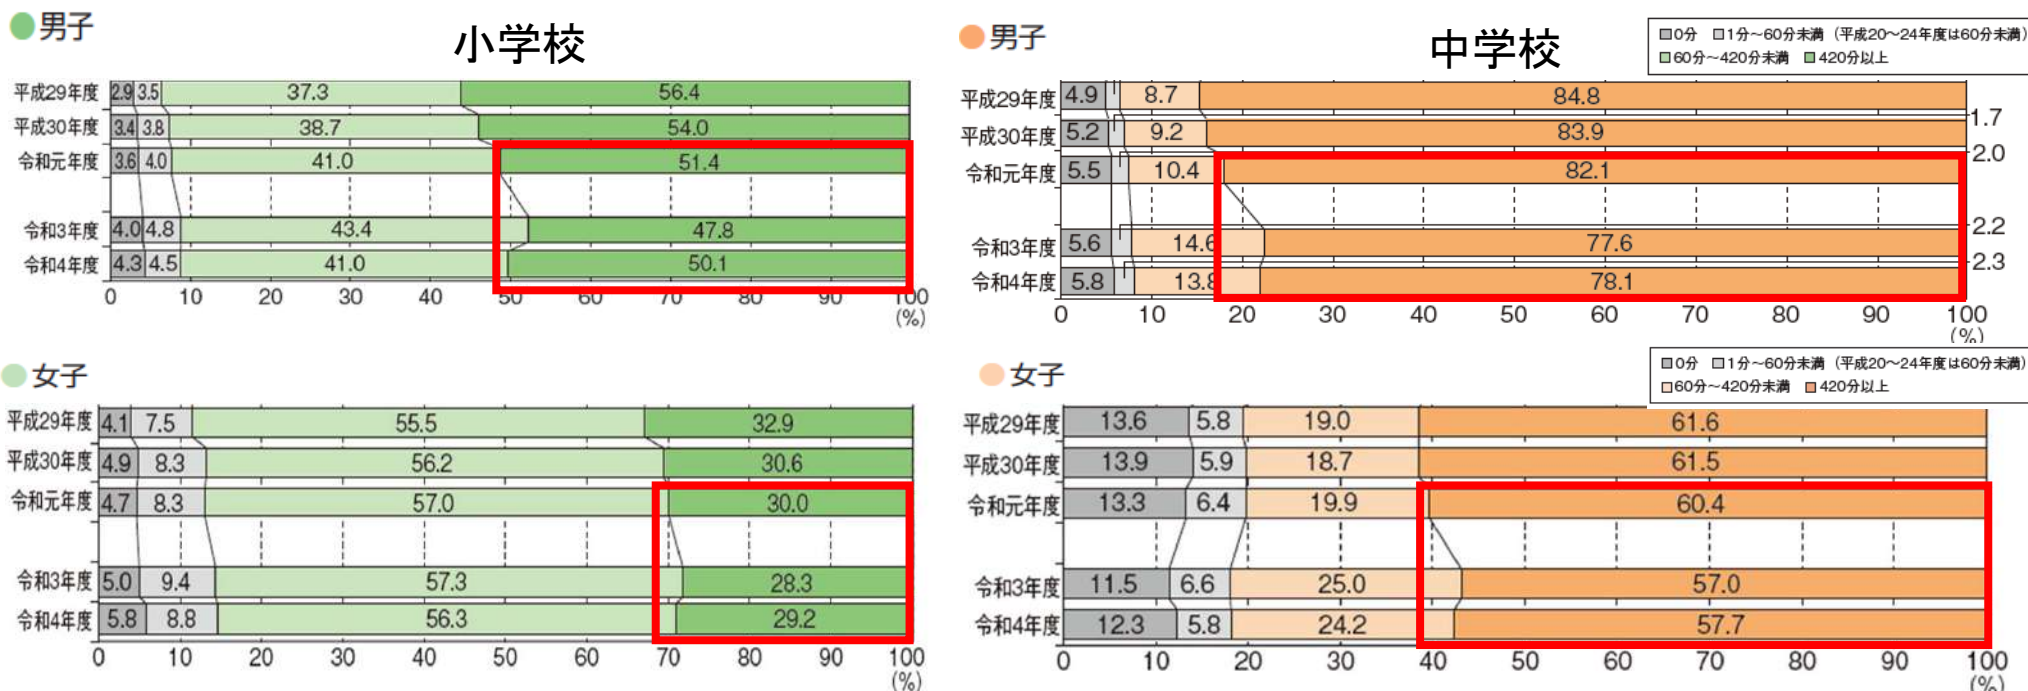 男子
小学校
平成29年度 2.9 3.5 37.3 56.4
平成30年度 3.4 3.8 38.7 54.0
令和元年度 3.6 4.0 41.0 51.4
令和3年度 4.0 4.8 43.4 47.8
令和4年度 4.3 4.5 41.0 50.1
0 10 20 30 40 50 60 70 80 90 100
(%)
男子
中学校
0分 1分〜60分未満（平成20〜24年度は60分未満）
60分〜420分未満 420分以上
平成29年度 4.9 8.7 84.8
1.7
平成30年度 5.2 9.2 83.9
2.0
令和元年度 5.5 10.4 82.1
2.2
令和3年度 5.6 14.6 77.6
2.3
令和4年度 5.8 13.8 78.1
0 10 20 30 40 50 60 70 80 90 100
(%)
女子
平成29年度 4.1 7.5 55.5 32.9
平成30年度 4.9 8.3 56.2 30.6
令和元年度 4.7 8.3 57.0 30.0
令和3年度 5.0 9.4 57.3 28.3
令和4年度 5.8 8.8 56.3 29.2
0 10 20 30 40 50 60 70 80 90 100
(%)
女子
0分 1分〜60分未満（平成20〜24年度は60分未満）
60分〜420分未満 420分以上
平成29年度 13.6 5.8 19.0 61.6
平成30年度 13.9 5.9 18.7 61.5
令和元年度 13.3 6.4 19.9 60.4
令和3年度 11.5 6.6 25.0 57.0
令和4年度 12.3 5.8 24.2 57.7
0 10 20 30 40 50 60 70 80 90 100
(%)